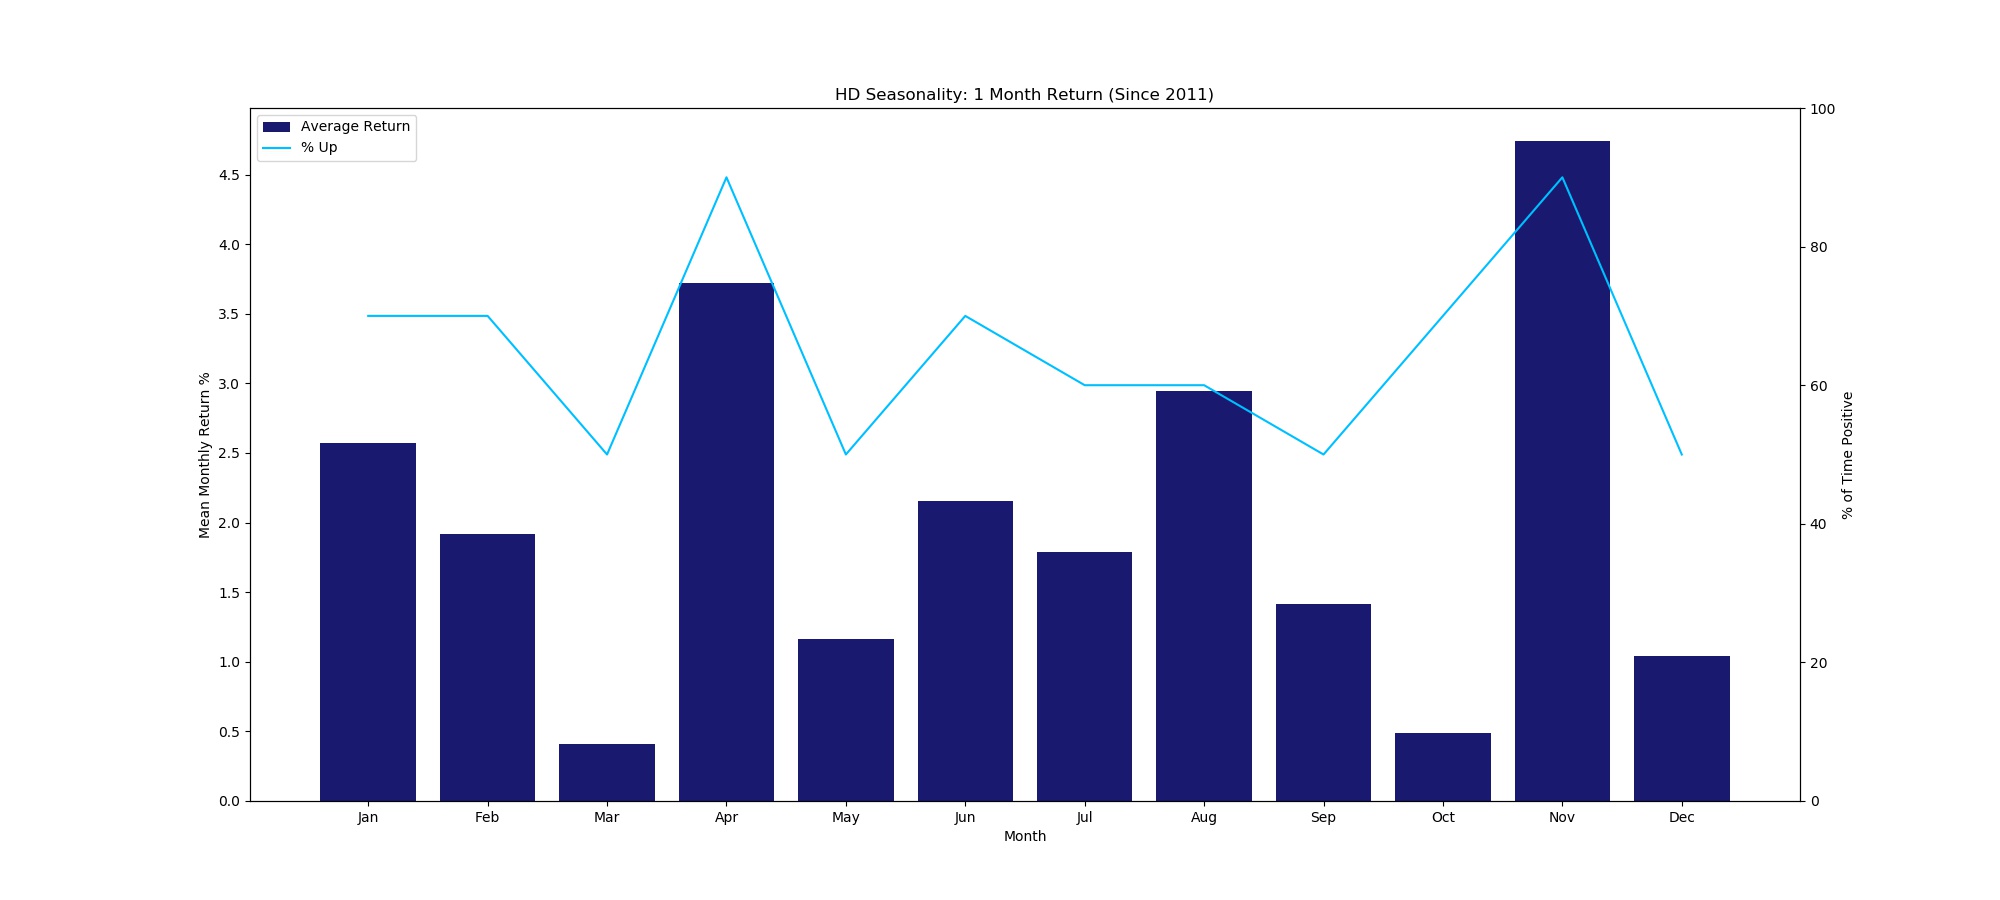 HD Seasonality: 1 Month Return (Since 2011)
Average Return
% Up
Mean Monthly Return %
4.5
4.0
3.5
3.0
2.5
2.0
1.5
1.0
0.5
0.0
100
80
60
40
20
0
% of Time Positive
Jan Feb Mar Apr May Jun Jul Aug Sep Oct Nov Dec
Month